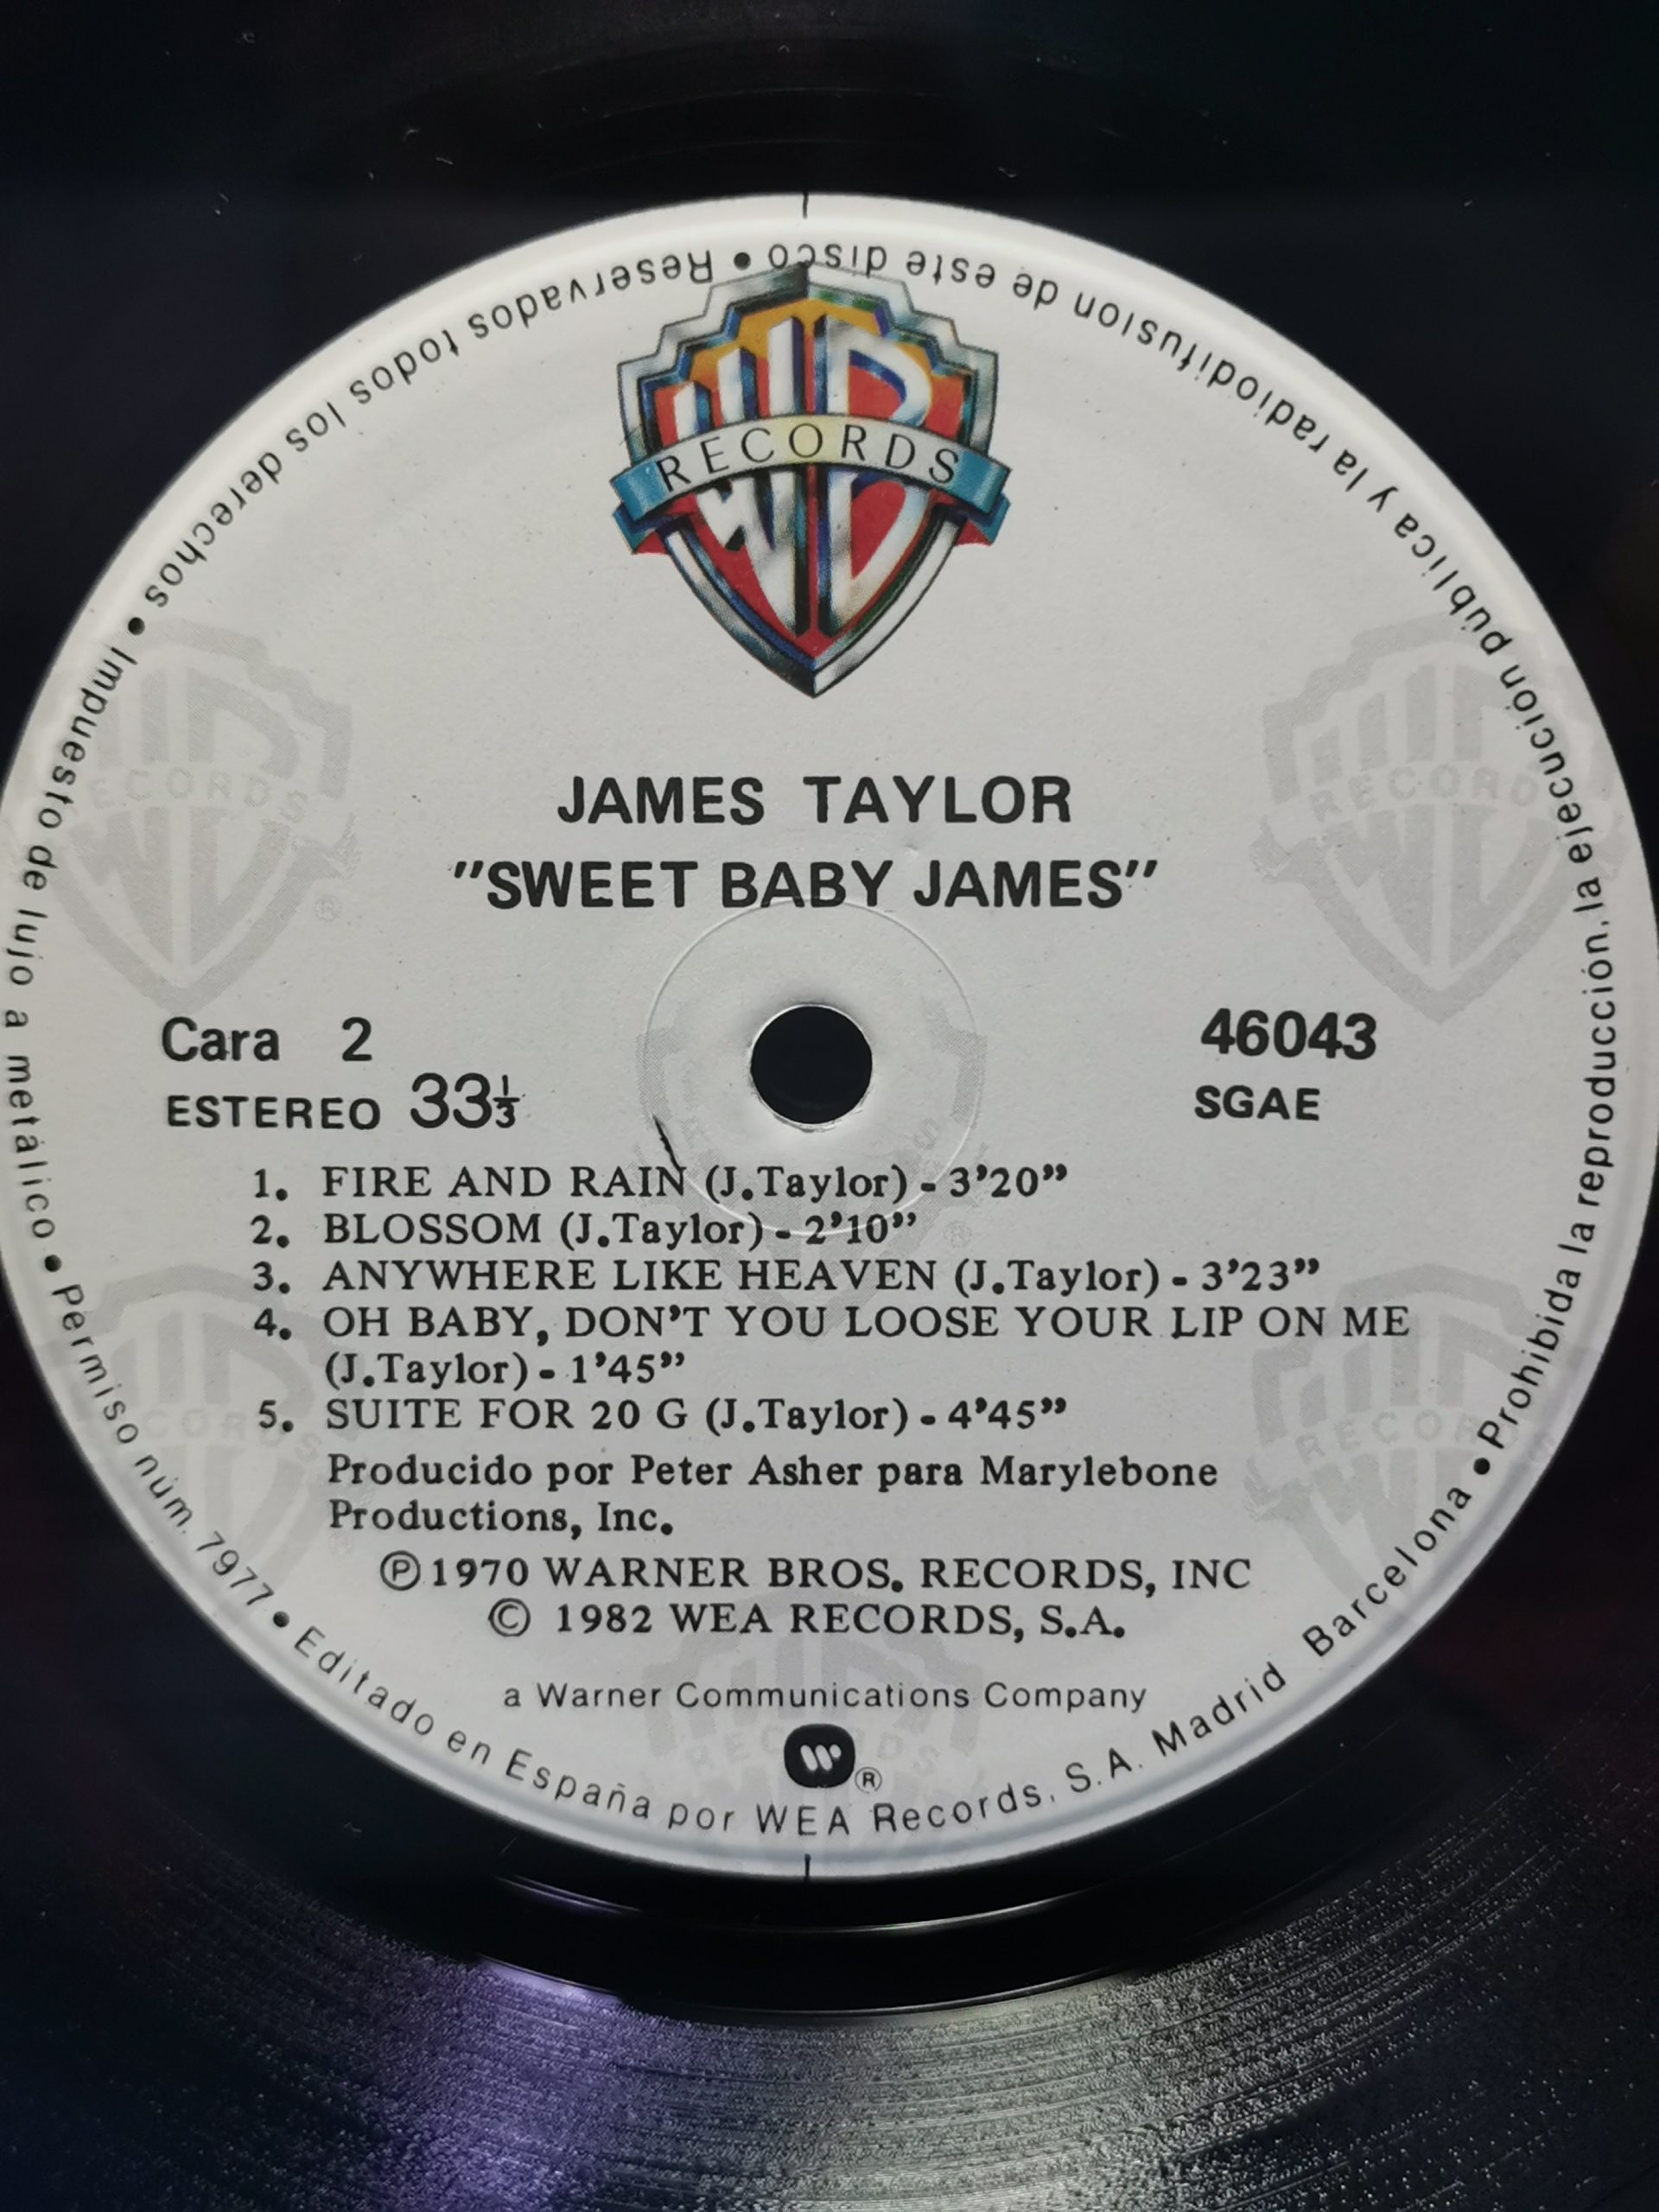 WB
RECORDS
JAMES TAYLOR
"SWEET BABY JAMES"
Cara 2
46043
ESTEREO 33⅓
SGAE
1. FIRE AND RAIN (J.Taylor) - 3'20"
2. BLOSSOM (J.Taylor) - 2'10"
3. ANYWHERE LIKE HEAVEN (J.Taylor) - 3'23"
4. OH BABY, DON'T YOU LOOSE YOUR LIP ON ME
(J.Taylor) - 1'45"
5. SUITE FOR 20 G (J.Taylor) - 4'45"
Producido por Peter Asher para Marylebone
Productions, Inc.
Ⓟ1970 WARNER BROS. RECORDS, INC
© 1982 WEA RECORDS, S.A.
a Warner Communications Company
W®
Reservados todos los derechos • Impuesto de lujo a metálico • Permiso núm. 7977 • Editado en España por WEA Records, S.A. Madrid Barcelona • Prohibida la reproducción, la ejecución pública y la radiodifusion de este disco •